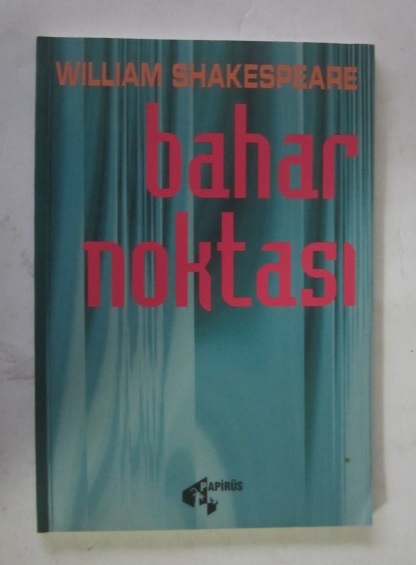 WILLIAM SHAKESPEARE
bahar
noktası
PAPİRÜS